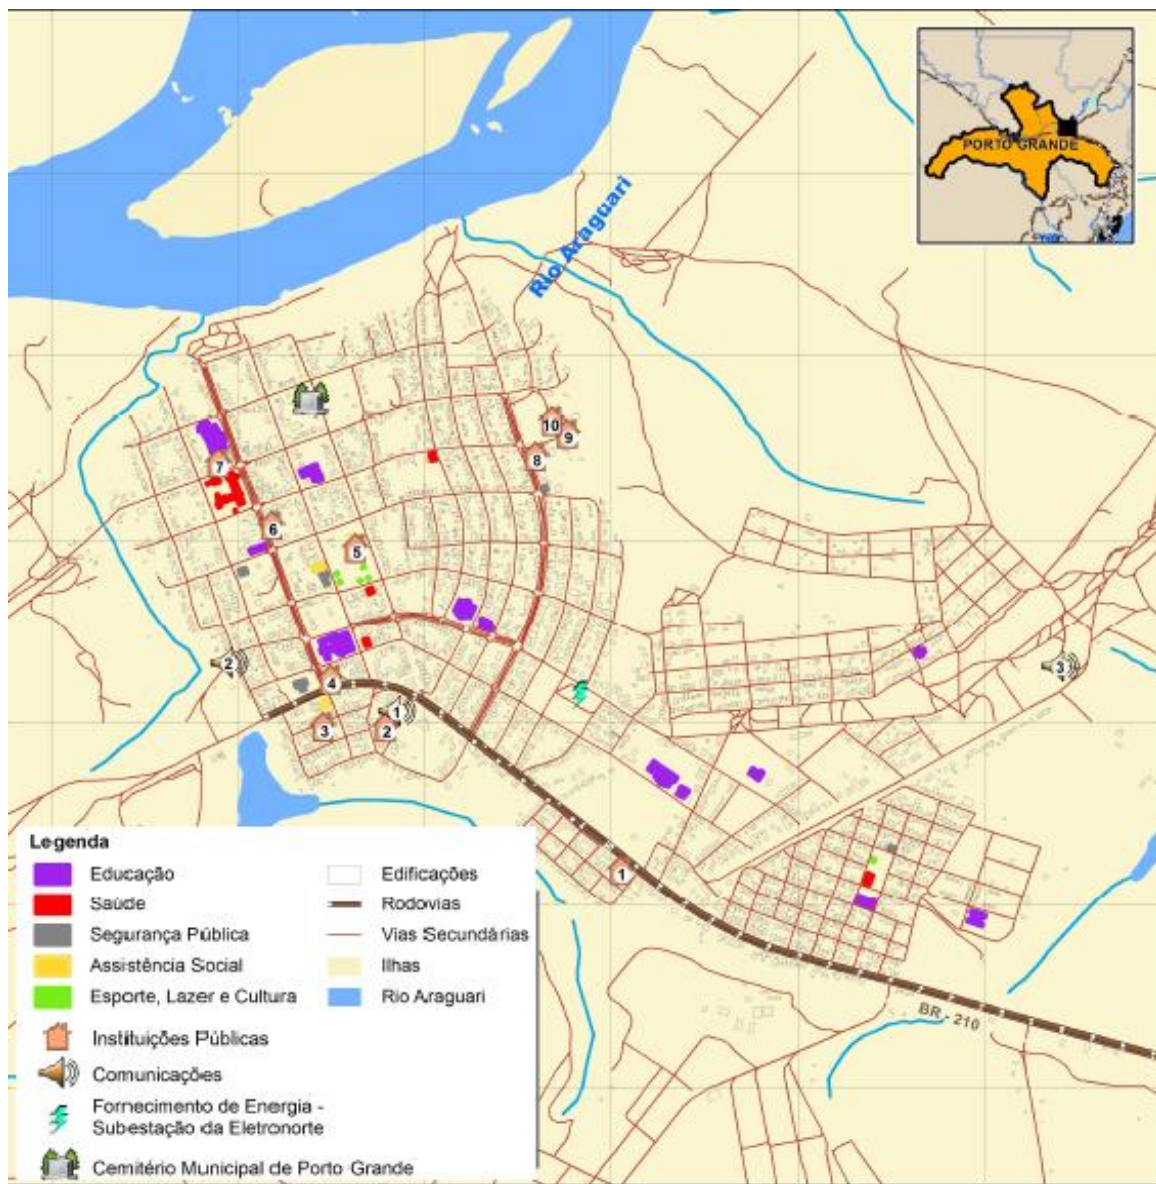 PORTO GRANDE
Rio Araguari
10
9
7
8
6
5
2
3
4
1
3
2
1
BR - 210
Legenda
Educação
Saúde
Segurança Pública
Assistência Social
Esporte, Lazer e Cultura
Instituições Públicas
Comunicações
Fornecimento de Energia -
Subestação da Eletronorte
Cemitério Municipal de Porto Grande
Edificações
Rodovias
Vias Secundárias
Ilhas
Rio Araguari